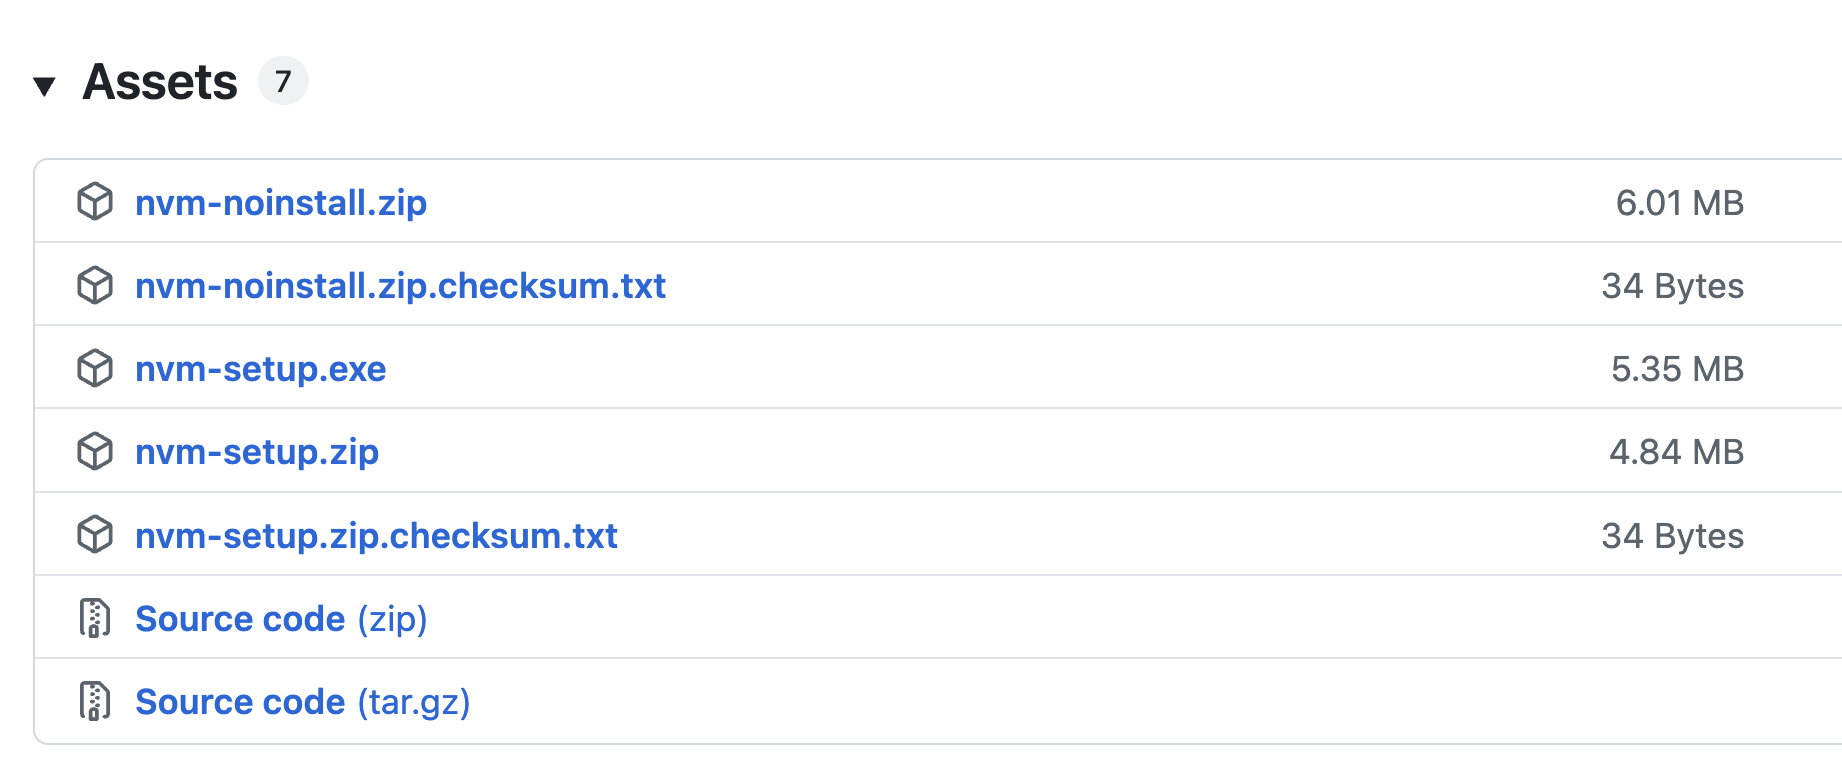 Assets 7
nvm-noinstall.zip 6.01 MB
nvm-noinstall.zip.checksum.txt 34 Bytes
nvm-setup.exe 5.35 MB
nvm-setup.zip 4.84 MB
nvm-setup.zip.checksum.txt 34 Bytes
Source code (zip)
Source code (tar.gz)